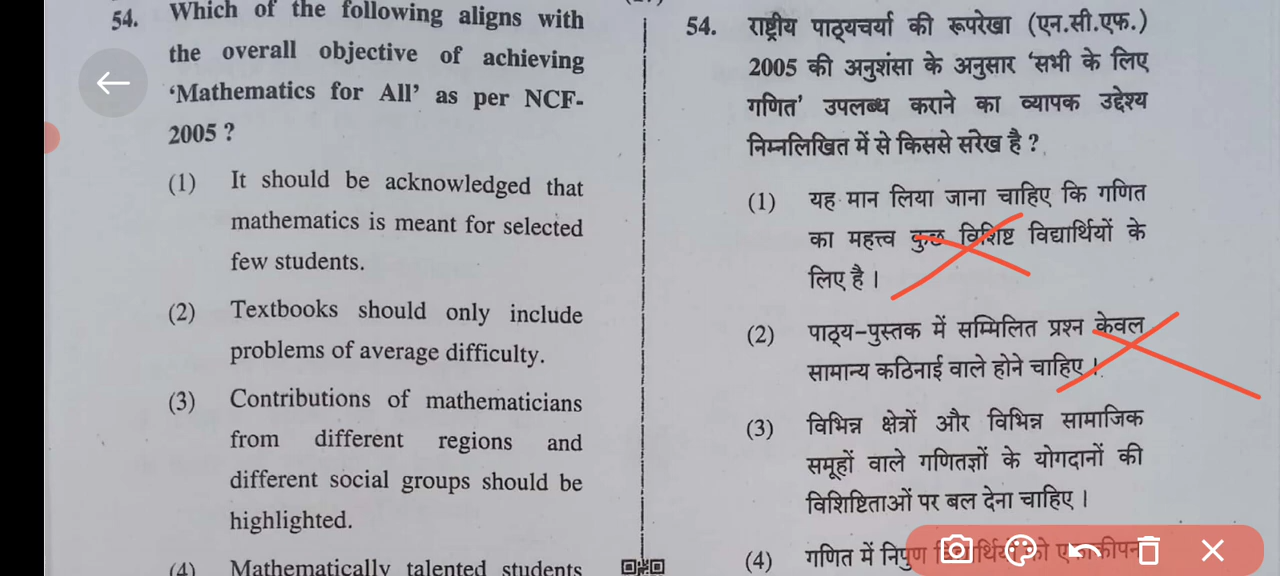 54. Which of the following aligns with
the overall objective of achieving
‘Mathematics for All’ as per NCF-
2005 ?
(1) It should be acknowledged that
mathematics is meant for selected
few students.
(2) Textbooks should only include
problems of average difficulty.
(3) Contributions of mathematicians
from different regions and
different social groups should be
highlighted.
(4) Mathematically talented students
54. राष्ट्रीय पाठ्यचर्या की रूपरेखा (एन.सी.एफ.)
2005 की अनुशंसा के अनुसार ‘सभी के लिए
गणित’ उपलब्ध कराने का व्यापक उद्देश्य
निम्नलिखित में से किससे सरेख है ?
(1) यह मान लिया जाना चाहिए कि गणित
का महत्त्व कुछ विशिष्ट विद्यार्थियों के
लिए है ।
(2) पाठ्य-पुस्तक में सम्मिलित प्रश्न केवल
सामान्य कठिनाई वाले होने चाहिए ।
(3) विभिन्न क्षेत्रों और विभिन्न सामाजिक
समूहों वाले गणितज्ञों के योगदानों की
विशिष्टिताओं पर बल देना चाहिए ।
(4) गणित में निपुण